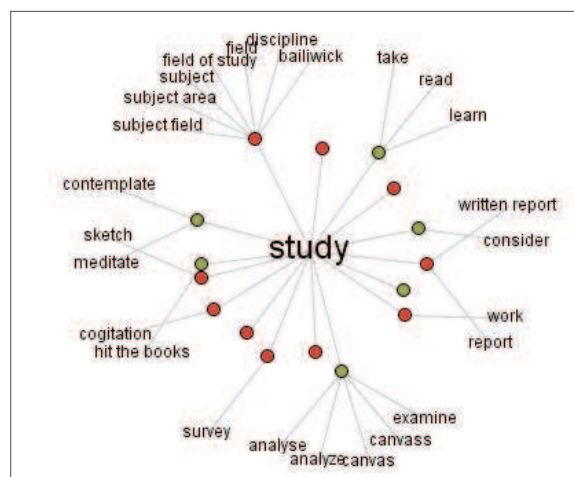 discipline
field
bailiwick
field of study
subject
subject area
subject field
take
read
learn
contemplate
written report
sketch
consider
meditate
study
work
cogitation
hit the books
report
survey
examine
analyse
canvass
analyze
canvas